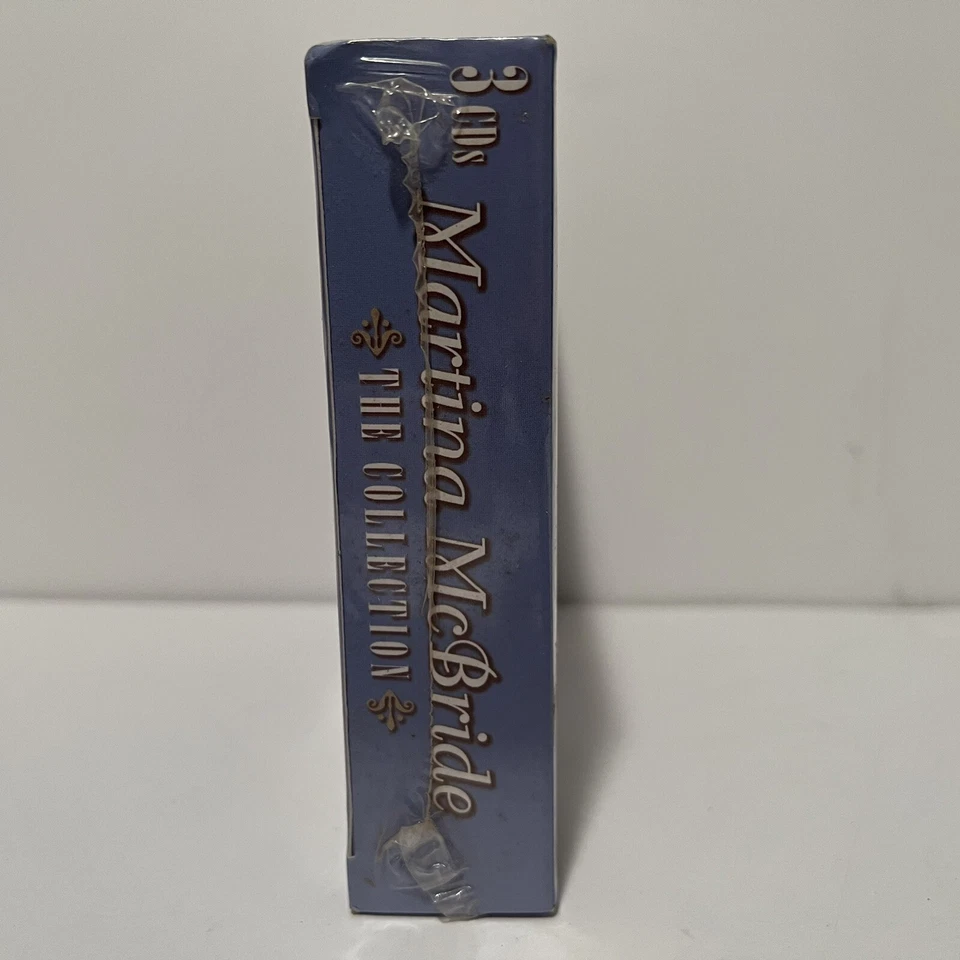 3 CDs
Martina McBride
THE COLLECTION